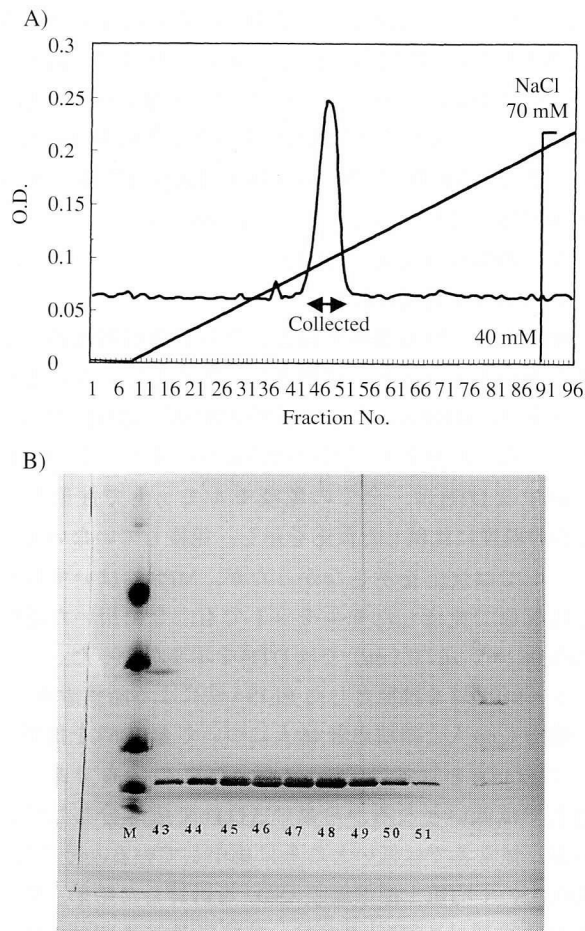 A)
0.3
0.25
0.2
0.15
0.1
0.05
0
O.D.
NaCl
70 mM
40 mM
Collected
1 6 11 16 21 26 31 36 41 46 51 56 61 66 71 76 81 86 91 96
Fraction No.
B)
M 43 44 45 46 47 48 49 50 51